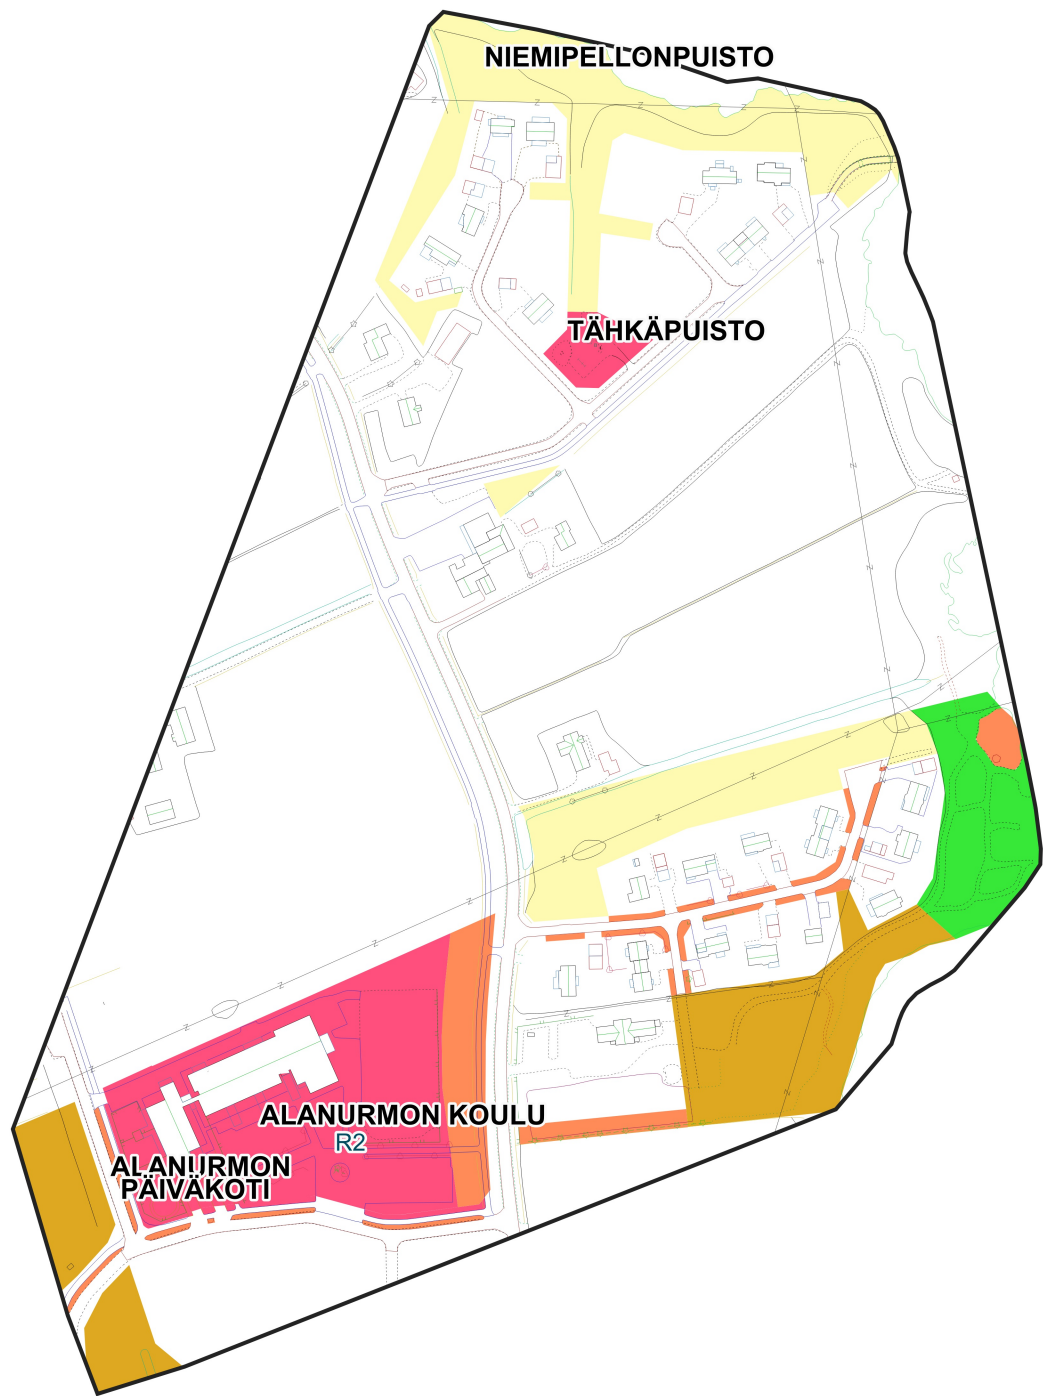 NIEMIPELLONPUISTO
TÄHKÄPUISTO
ALANURMON KOULU
R2
ALANURMON
PÄIVÄKOTI